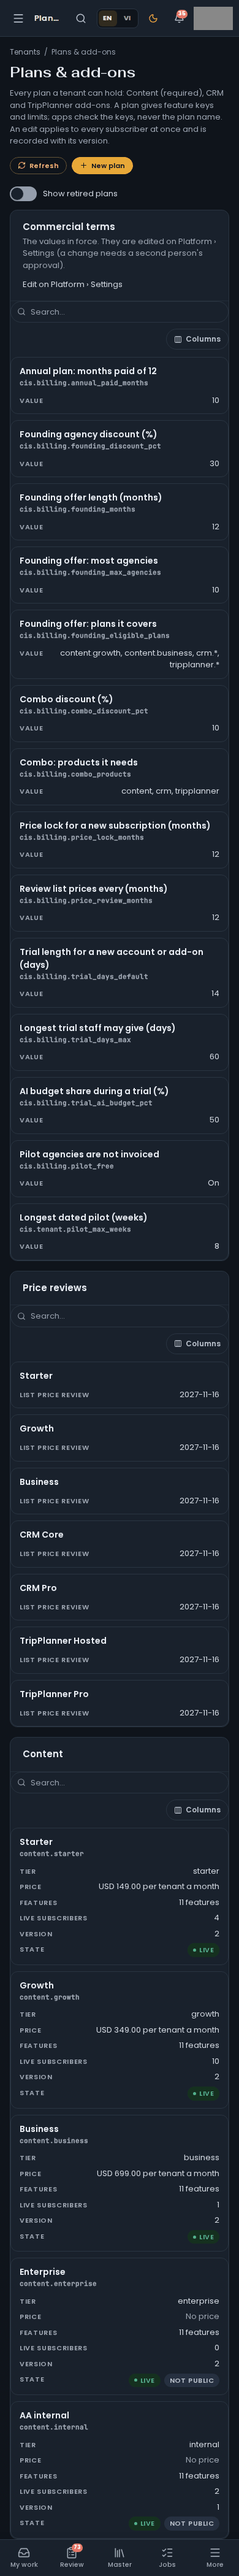 Plan…
EN VI
35
Tenants / Plans & add-ons
Plans & add-ons
Every plan a tenant can hold: Content (required), CRM
and TripPlanner add-ons. A plan gives feature keys
and limits; apps check the keys, never the plan name.
An edit applies to every subscriber at once and is
recorded with its version.
Refresh
New plan
Show retired plans
Commercial terms
The values in force. They are edited on Platform ›
Settings (a change needs a second person's
approval).
Edit on Platform › Settings
Search...
Columns
Annual plan: months paid of 12
cis.billing.annual_paid_months
VALUE 10
Founding agency discount (%)
cis.billing.founding_discount_pct
VALUE 30
Founding offer length (months)
cis.billing.founding_months
VALUE 12
Founding offer: most agencies
cis.billing.founding_max_agencies
VALUE 10
Founding offer: plans it covers
cis.billing.founding_eligible_plans
VALUE content.growth, content.business, crm.*,
tripplanner.*
Combo discount (%)
cis.billing.combo_discount_pct
VALUE 10
Combo: products it needs
cis.billing.combo_products
VALUE content, crm, tripplanner
Price lock for a new subscription (months)
cis.billing.price_lock_months
VALUE 12
Review list prices every (months)
cis.billing.price_review_months
VALUE 12
Trial length for a new account or add-on
(days)
cis.billing.trial_days_default
VALUE 14
Longest trial staff may give (days)
cis.billing.trial_days_max
VALUE 60
AI budget share during a trial (%)
cis.billing.trial_ai_budget_pct
VALUE 50
Pilot agencies are not invoiced
cis.billing.pilot_free
VALUE On
Longest dated pilot (weeks)
cis.tenant.pilot_max_weeks
VALUE 8
Price reviews
Search...
Columns
Starter
LIST PRICE REVIEW 2027-11-16
Growth
LIST PRICE REVIEW 2027-11-16
Business
LIST PRICE REVIEW 2027-11-16
CRM Core
LIST PRICE REVIEW 2027-11-16
CRM Pro
LIST PRICE REVIEW 2027-11-16
TripPlanner Hosted
LIST PRICE REVIEW 2027-11-16
TripPlanner Pro
LIST PRICE REVIEW 2027-11-16
Content
Search...
Columns
Starter
content.starter
TIER starter
PRICE USD 149.00 per tenant a month
FEATURES 11 features
LIVE SUBSCRIBERS 4
VERSION 2
STATE LIVE
Growth
content.growth
TIER growth
PRICE USD 349.00 per tenant a month
FEATURES 11 features
LIVE SUBSCRIBERS 10
VERSION 2
STATE LIVE
Business
content.business
TIER business
PRICE USD 699.00 per tenant a month
FEATURES 11 features
LIVE SUBSCRIBERS 1
VERSION 2
STATE LIVE
Enterprise
content.enterprise
TIER enterprise
PRICE No price
FEATURES 11 features
LIVE SUBSCRIBERS 0
VERSION 2
STATE LIVE NOT PUBLIC
AA internal
content.internal
TIER internal
PRICE No price
FEATURES 11 features
LIVE SUBSCRIBERS 2
VERSION 1
STATE LIVE NOT PUBLIC
72
My work Review Master Jobs More